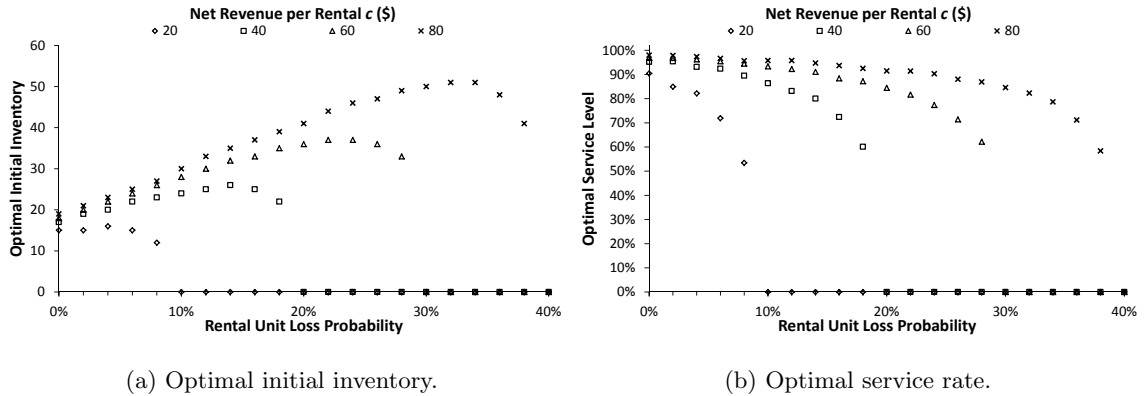 Net Revenue per Rental c ($)
20 40 60 80
60
50
40
30
20
10
0
Optimal Initial Inventory
0% 10% 20% 30% 40%
Rental Unit Loss Probability
(a) Optimal initial inventory.
Net Revenue per Rental c ($)
20 40 60 80
100%
90%
80%
70%
60%
50%
40%
30%
20%
10%
0%
Optimal Service Level
0% 10% 20% 30% 40%
Rental Unit Loss Probability
(b) Optimal service rate.